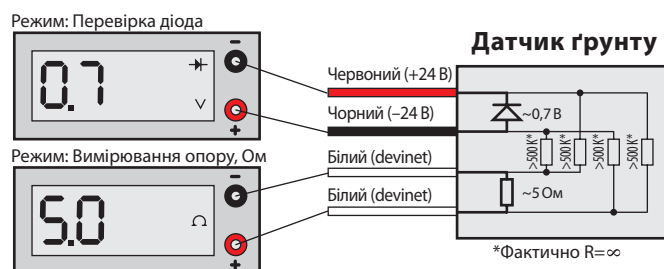 Режим: Перевірка діода
0.7
V
−
+
Режим: Вимірювання опору, Ом
5.0
Ω
−
+
Червоний (+24 В)
Чорний (−24 В)
Білий (devinet)
Білий (devinet)
Датчик ґрунту
~0,7 В
>500K*
>500K*
>500K*
>500K*
~5 Ом
*Фактично R=∞